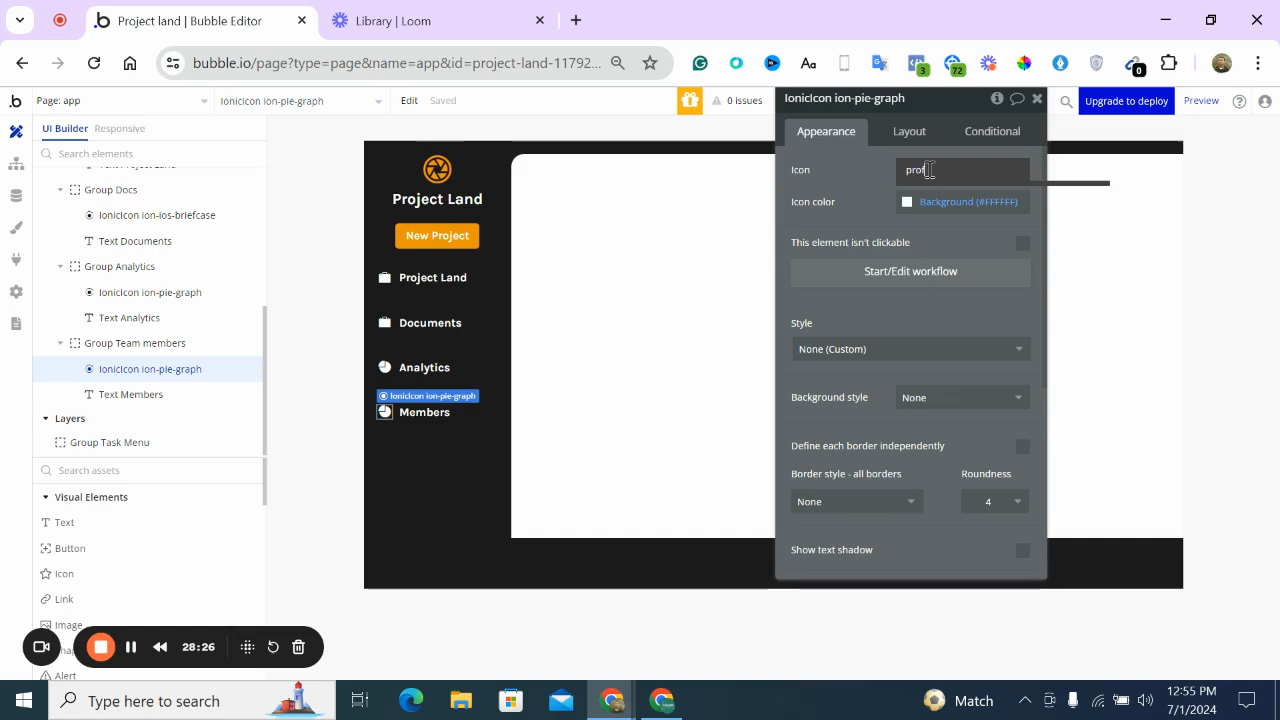 Project land | Bubble Editor
Library | Loom
bubble.io/page?type=page&name=app&id=project-land-11792...
3
72
0
Page: app
IonicIcon ion-pie-graph
Edit
Saved
0 issues
Upgrade to deploy
Preview
UI Builder
Responsive
Search elements
Group Docs
IonicIcon ion-ios-briefcase
Text Documents
Group Analytics
IonicIcon ion-pie-graph
Text Analytics
Group Team members
IonicIcon ion-pie-graph
Text Members
Layers
Group Task Menu
Search assets
Visual Elements
Text
Button
Icon
Link
Image
Alert
Project Land
New Project
Project Land
Documents
Analytics
IonicIcon ion-pie-graph
Members
IonicIcon ion-pie-graph
Appearance
Layout
Conditional
Icon
prof
Icon color
Background (#FFFFFF)
This element isn't clickable
Start/Edit workflow
Style
None (Custom)
Background style
None
Define each border independently
Border style - all borders
Roundness
None
4
Show text shadow
28:26
Type here to search
Match
12:55 PM
7/1/2024